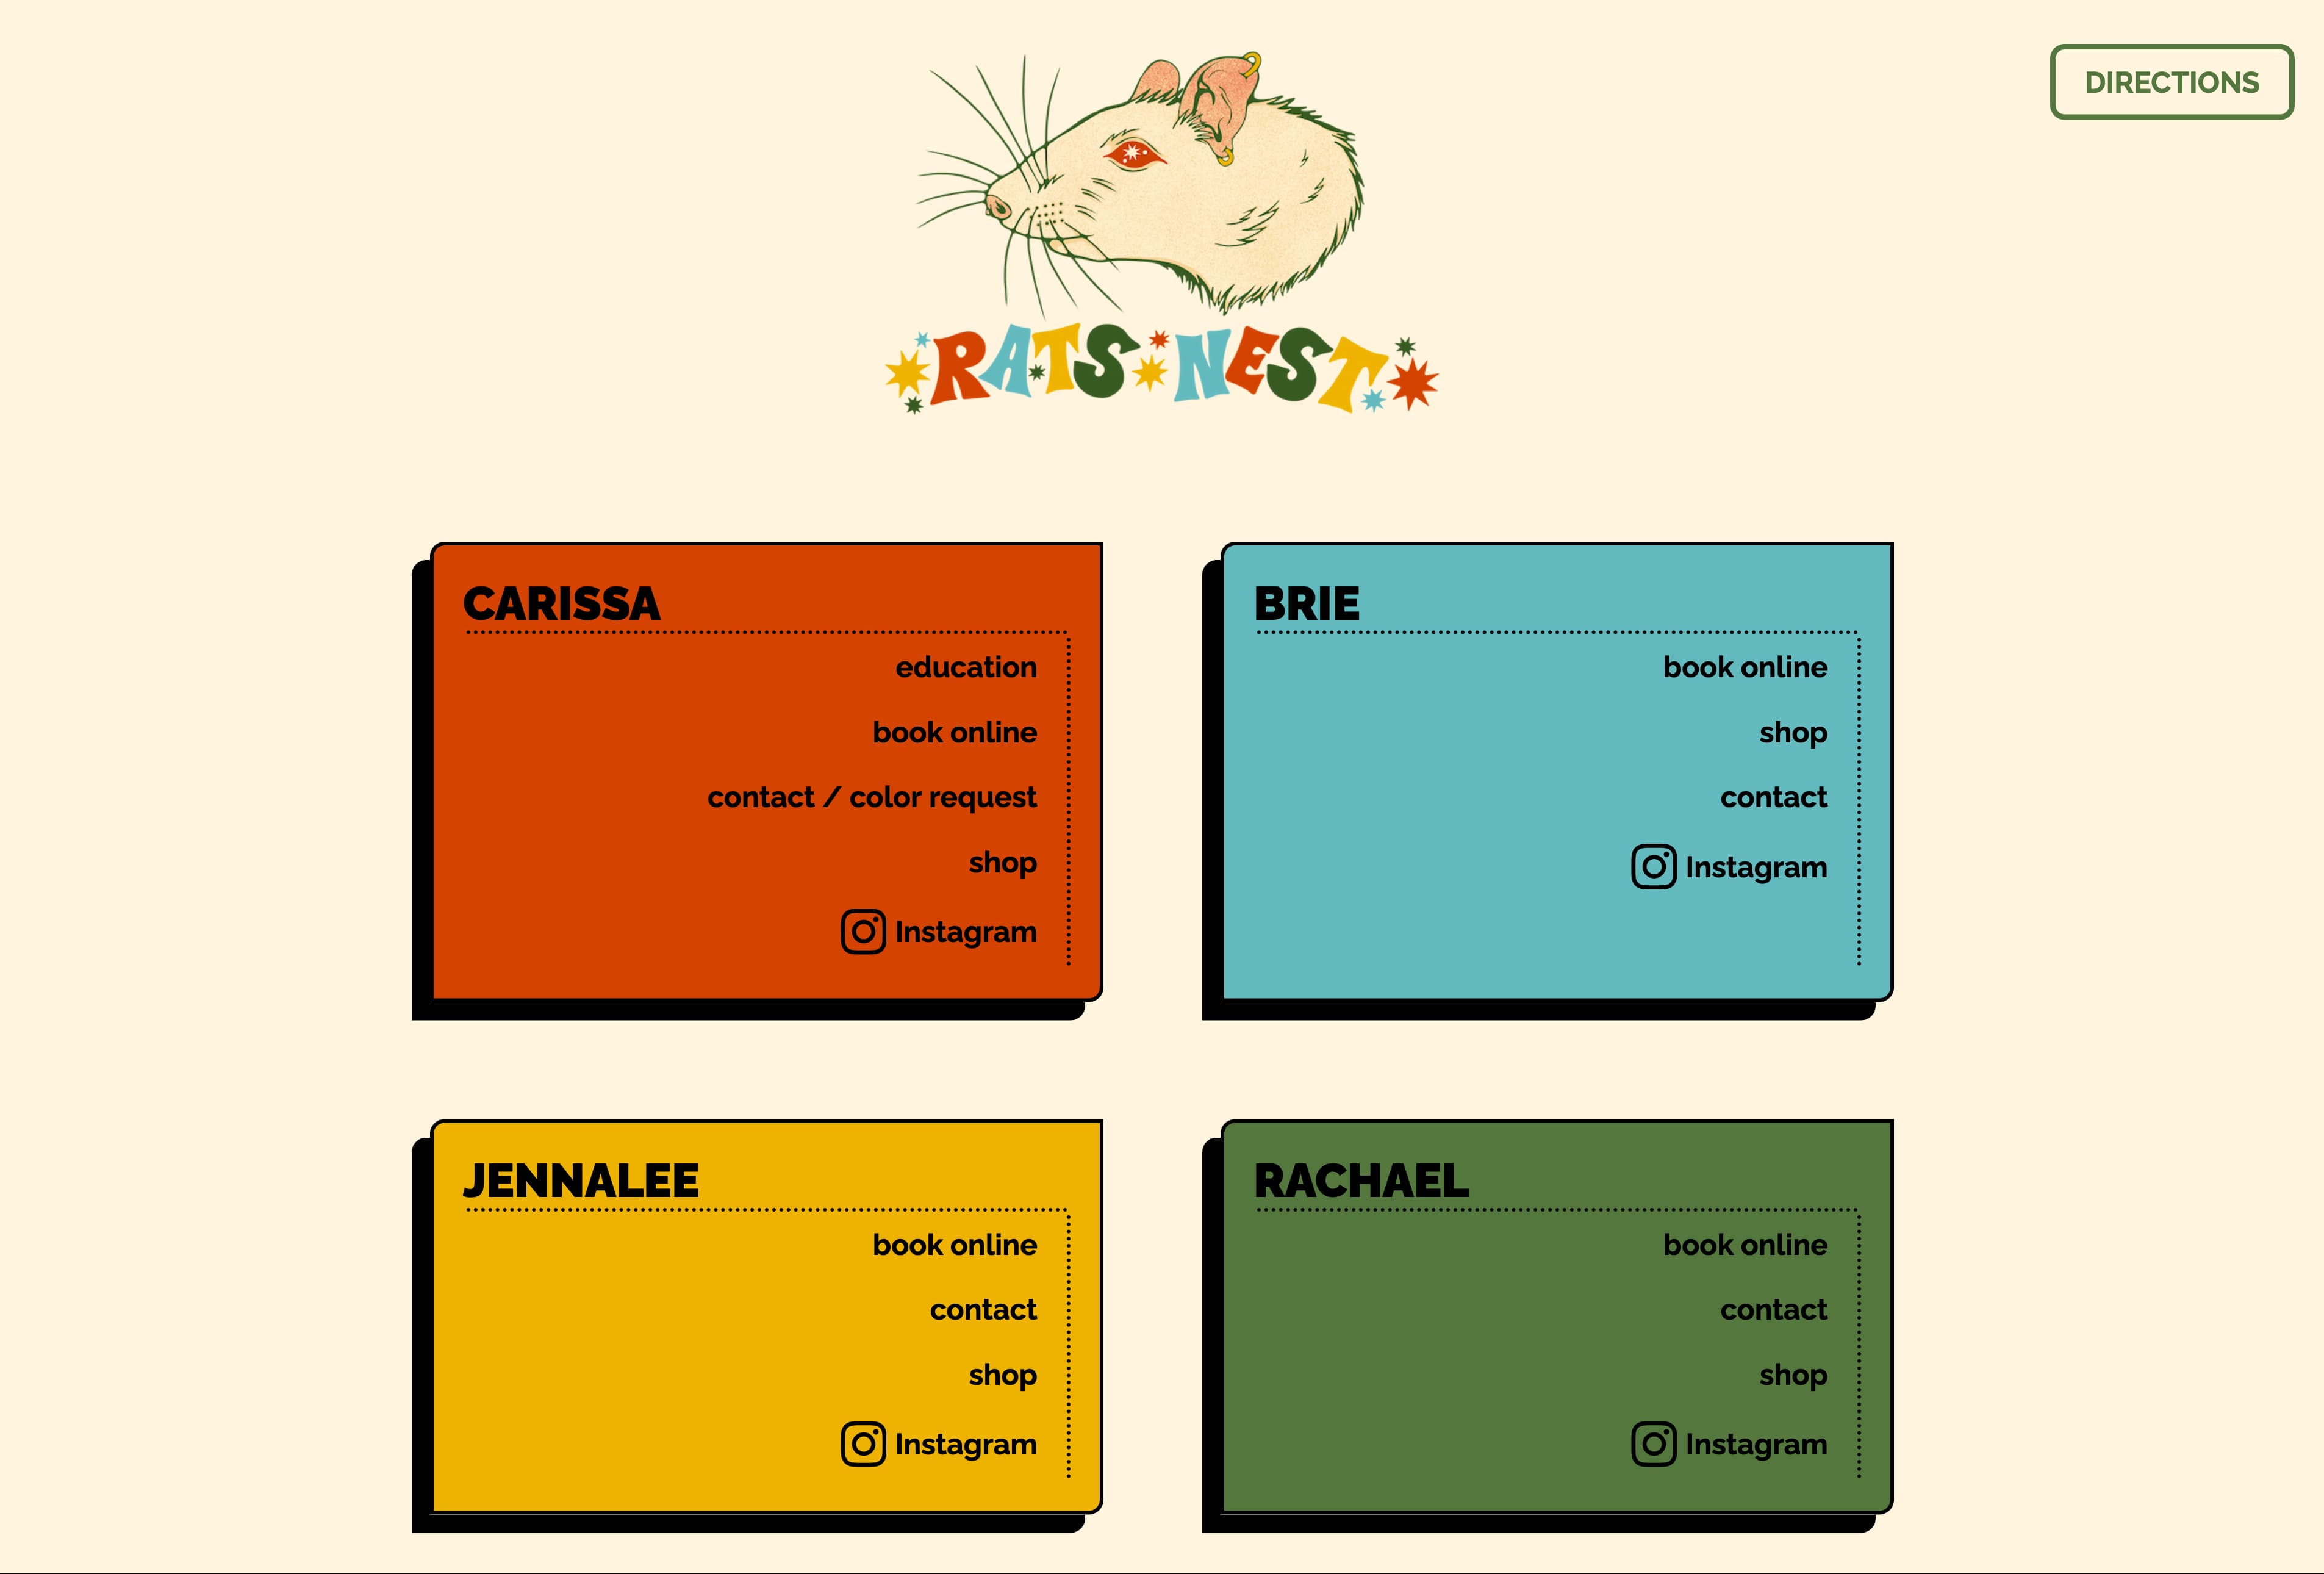 DIRECTIONS
RATS NEST
CARISSA
education
book online
contact / color request
shop
Instagram
BRIE
book online
shop
contact
Instagram
JENNALEE
book online
contact
shop
Instagram
RACHAEL
book online
contact
shop
Instagram